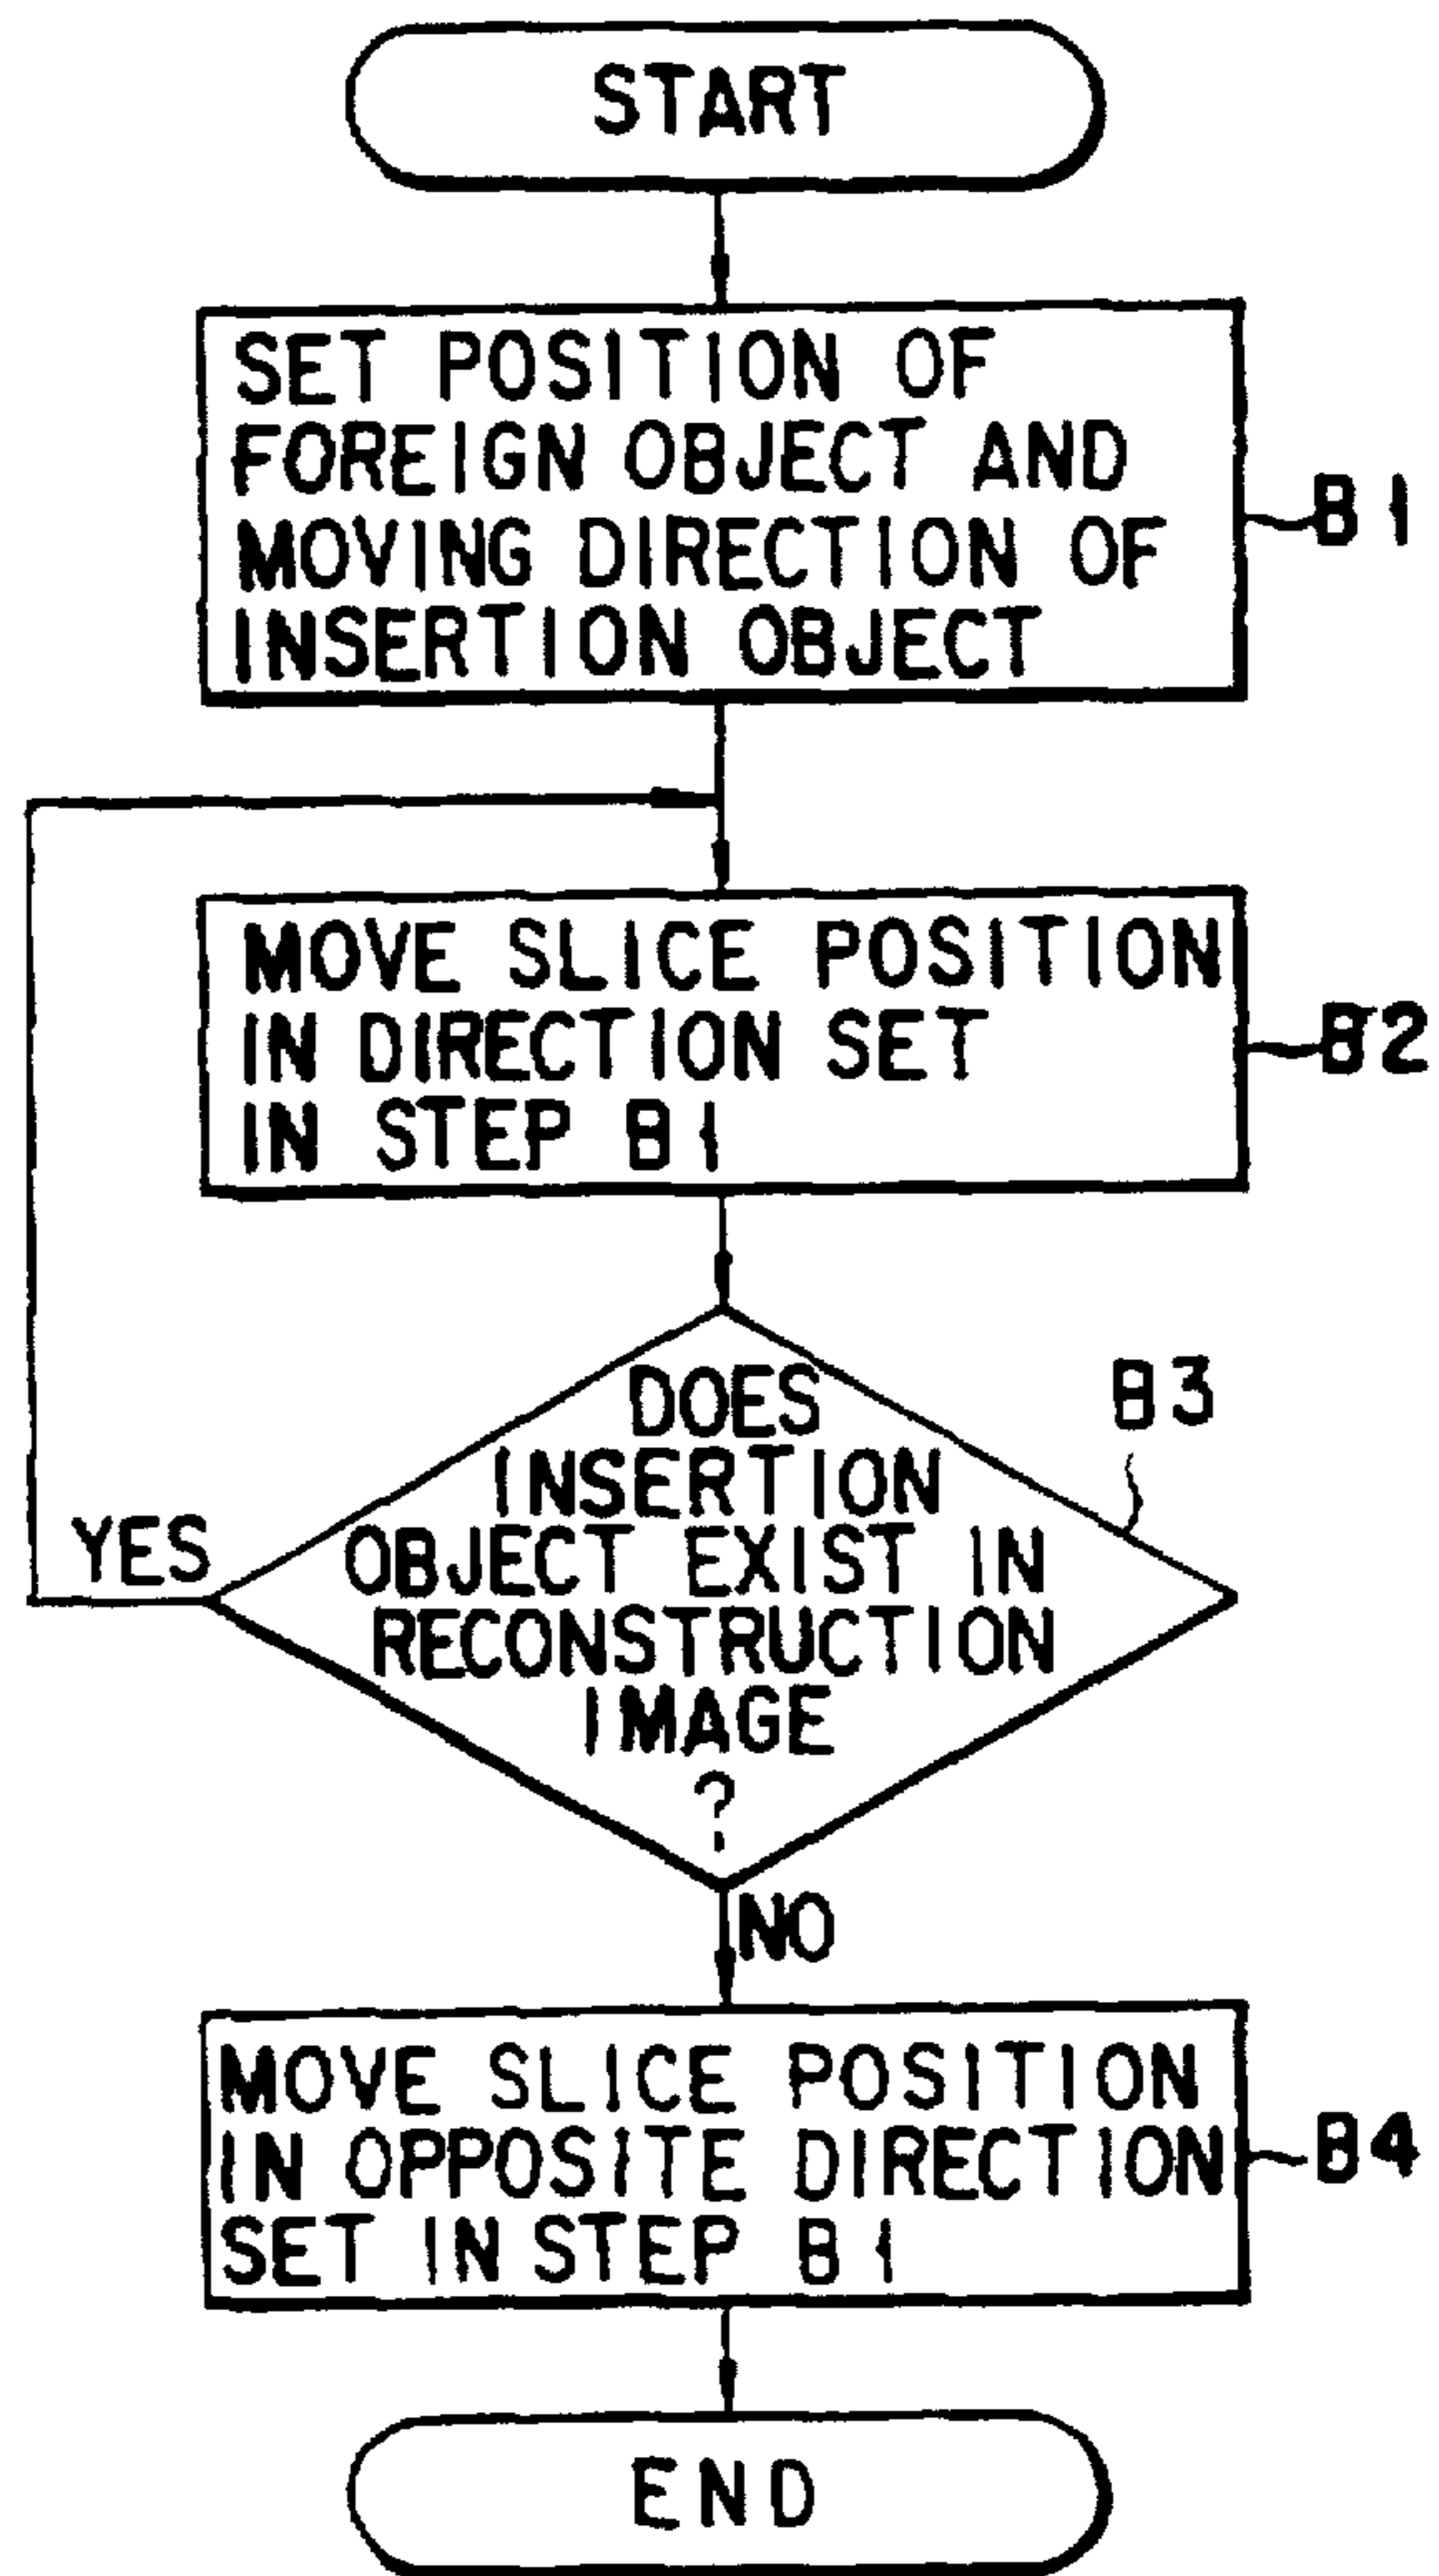 START
SET POSITION OF
FOREIGN OBJECT AND
MOVING DIRECTION OF
INSERTION OBJECT
B1
MOVE SLICE POSITION
IN DIRECTION SET
IN STEP B1
B2
DOES
INSERTION
OBJECT EXIST IN
RECONSTRUCTION
IMAGE
?
B3
YES
NO
MOVE SLICE POSITION
IN OPPOSITE DIRECTION
SET IN STEP B1
B4
END